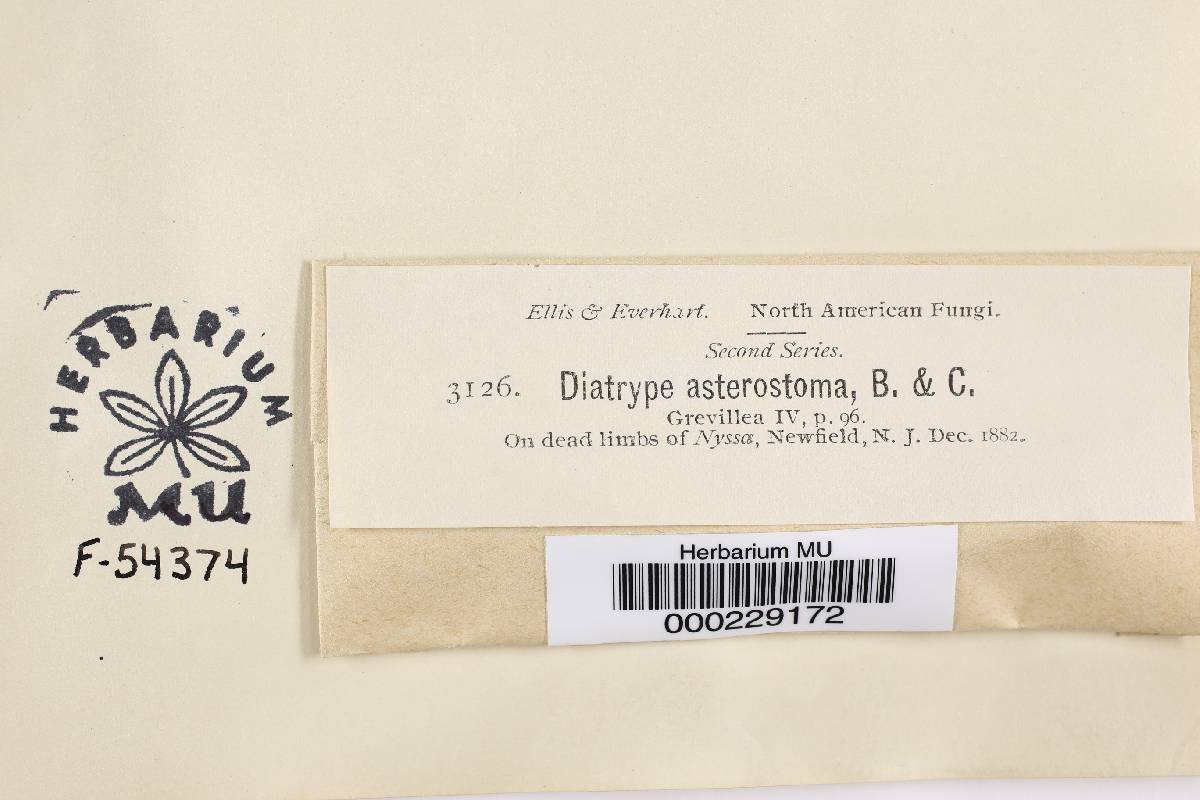 HERBARIUM
MU
F-54374
Ellis & Everhart. North American Fungi.
Second Series.
3126. Diatrype asterostoma, B. & C.
Grevillea IV, p. 96.
On dead limbs of Nyssæ, Newfield, N. J. Dec. 1882.
Herbarium MU
000229172